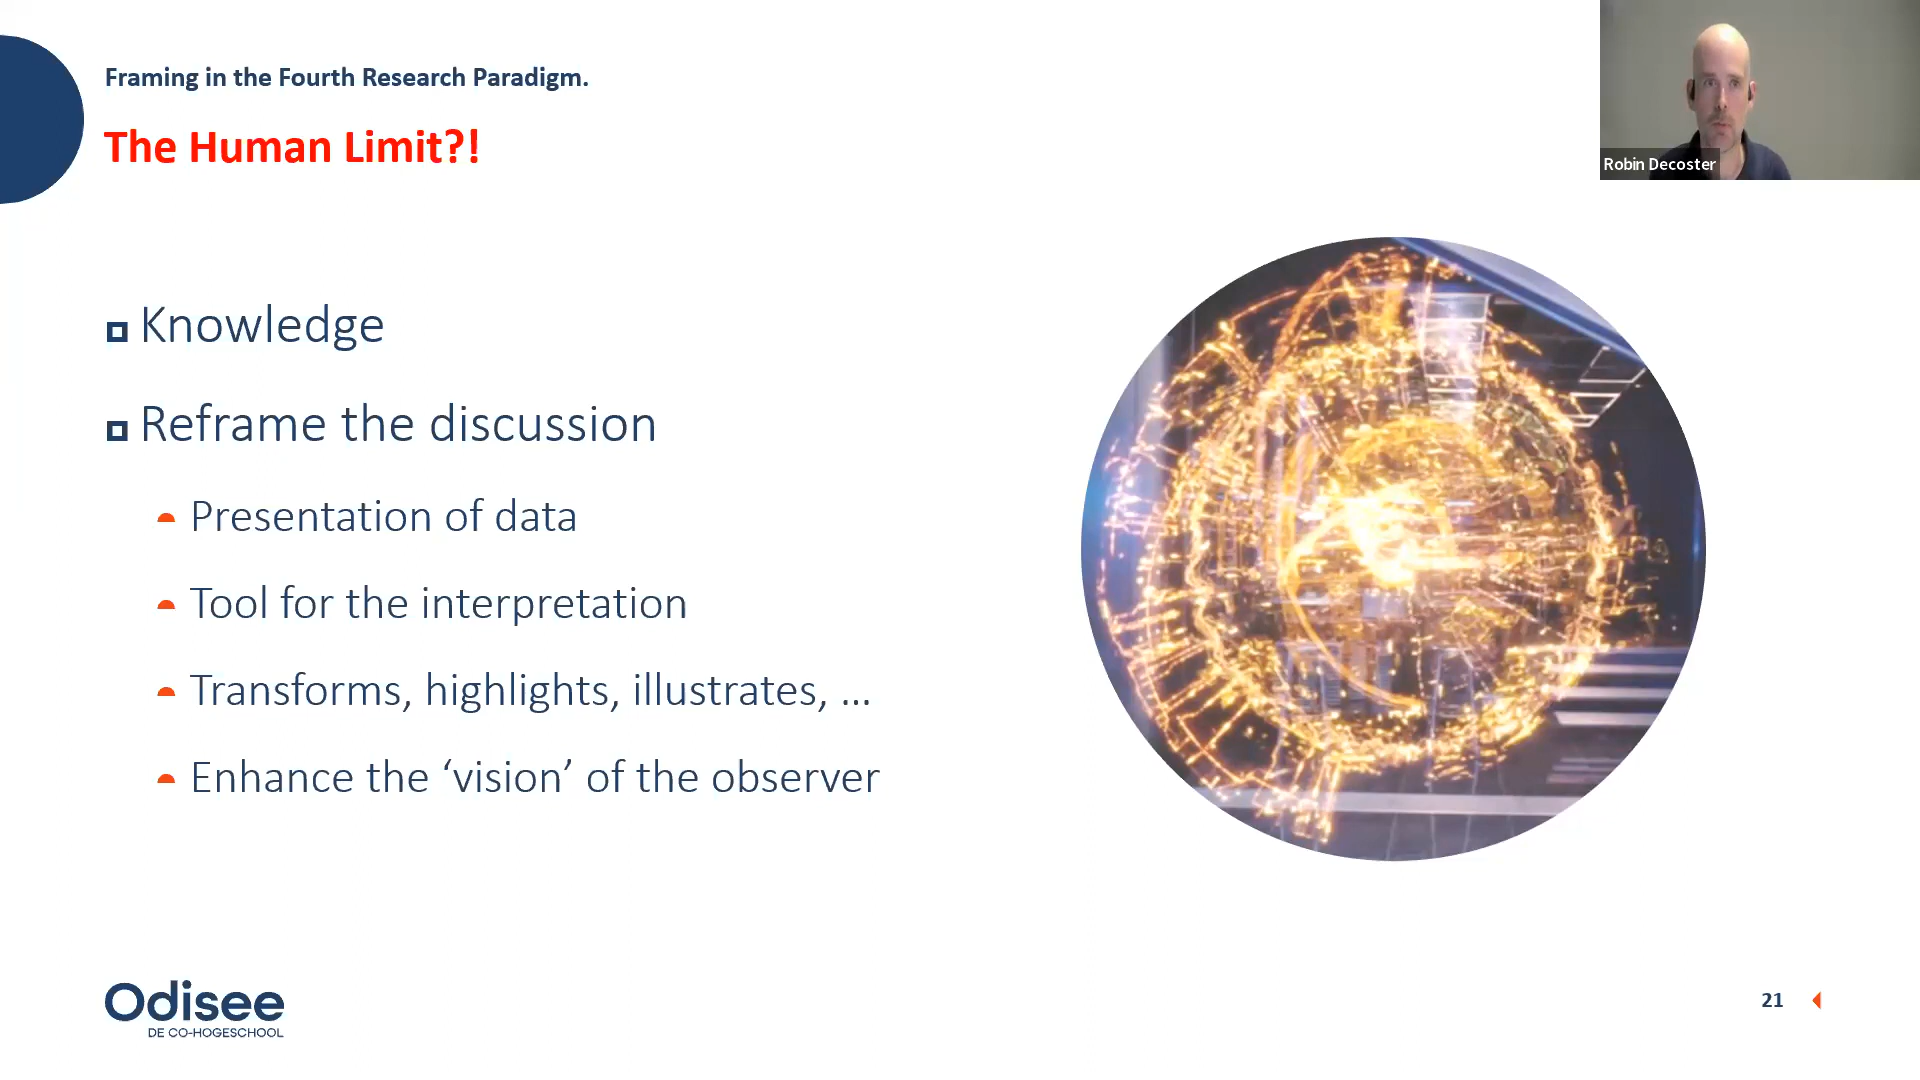 Framing in the Fourth Research Paradigm.
The Human Limit?!
Robin Decoster
Knowledge
Reframe the discussion
Presentation of data
Tool for the interpretation
Transforms, highlights, illustrates, ...
Enhance the ‘vision’ of the observer
Odisee
DE CO-HOGESCHOOL
21